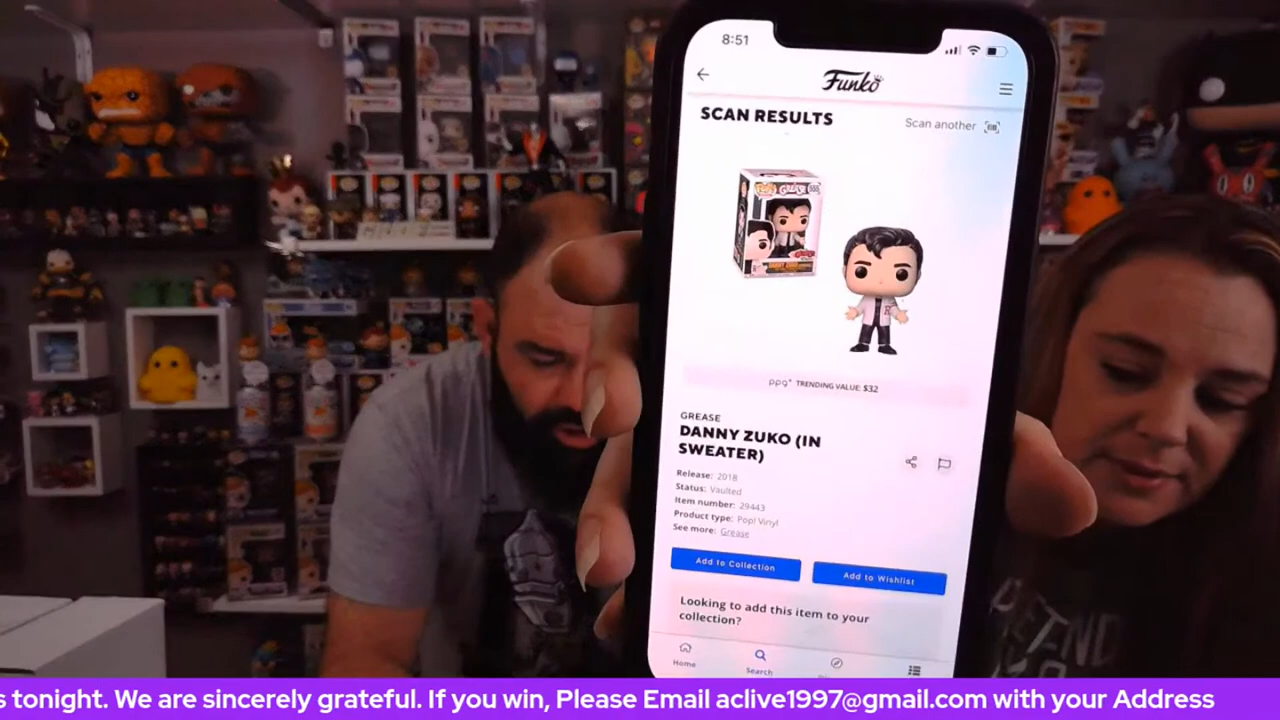 8:51
Funko
SCAN RESULTS
Scan another
GREASE
ppg TRENDING VALUE: $32
GREASE
DANNY ZUKO (IN
SWEATER)
Release: 2018
Status: Vaulted
Item number: 29443
Product type: Pop! Vinyl
See more: Grease
Add to Collection
Add to Wishlist
Looking to add this item to your
collection?
Home
Search
s tonight. We are sincerely grateful. If you win, Please Email aclive1997@gmail.com with your Address